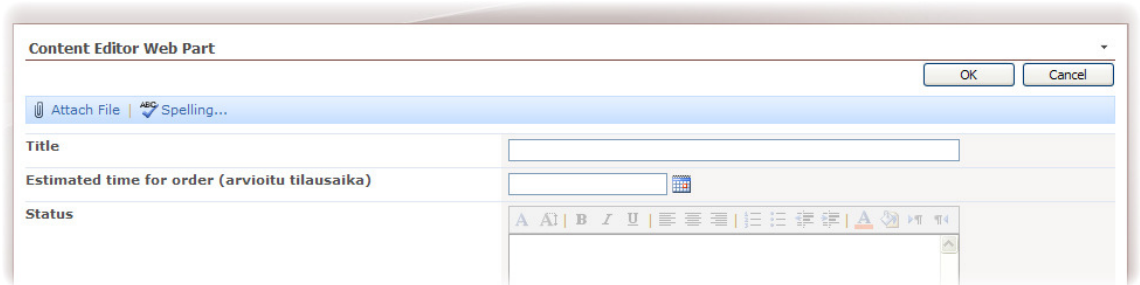 Content Editor Web Part
OK Cancel
Attach File | Spelling...
Title
Estimated time for order (arvioitu tilausaika)
Status